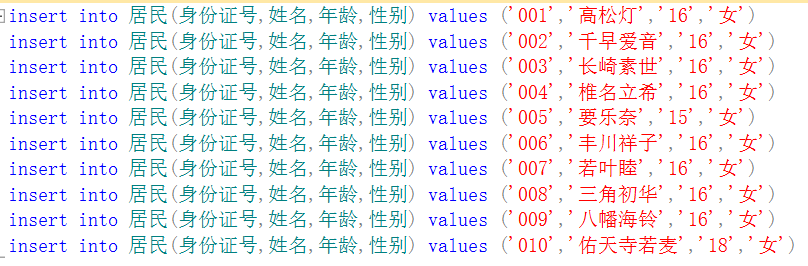 insert into 居民(身份证号,姓名,年龄,性别) values ('001','高松灯','16','女')
insert into 居民(身份证号,姓名,年龄,性别) values ('002','千早爱音','16','女')
insert into 居民(身份证号,姓名,年龄,性别) values ('003','长崎素世','16','女')
insert into 居民(身份证号,姓名,年龄,性别) values ('004','椎名立希','16','女')
insert into 居民(身份证号,姓名,年龄,性别) values ('005','要乐奈','15','女')
insert into 居民(身份证号,姓名,年龄,性别) values ('006','丰川祥子','16','女')
insert into 居民(身份证号,姓名,年龄,性别) values ('007','若叶睦','16','女')
insert into 居民(身份证号,姓名,年龄,性别) values ('008','三角初华','16','女')
insert into 居民(身份证号,姓名,年龄,性别) values ('009','八幡海铃','16','女')
insert into 居民(身份证号,姓名,年龄,性别) values ('010','佑天寺若麦','18','女')